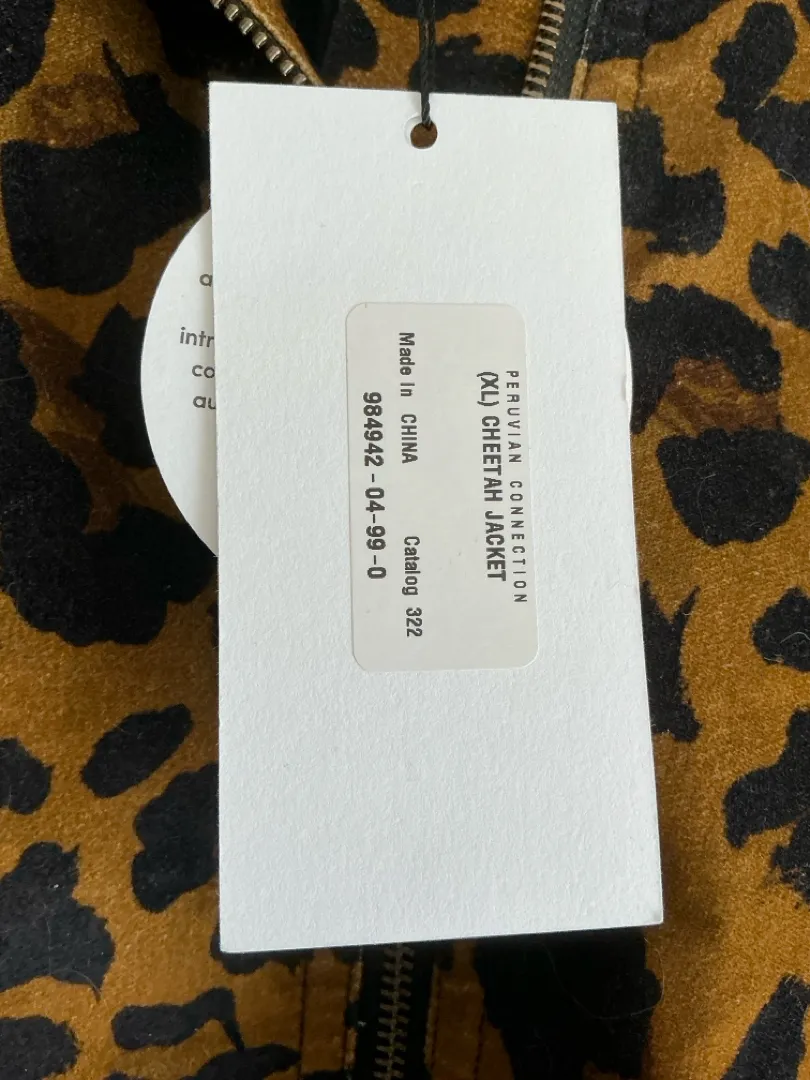 PERUVIAN CONNECTION
(XL) CHEETAH JACKET
Made In CHINA Catalog 322
984942-04-99-0